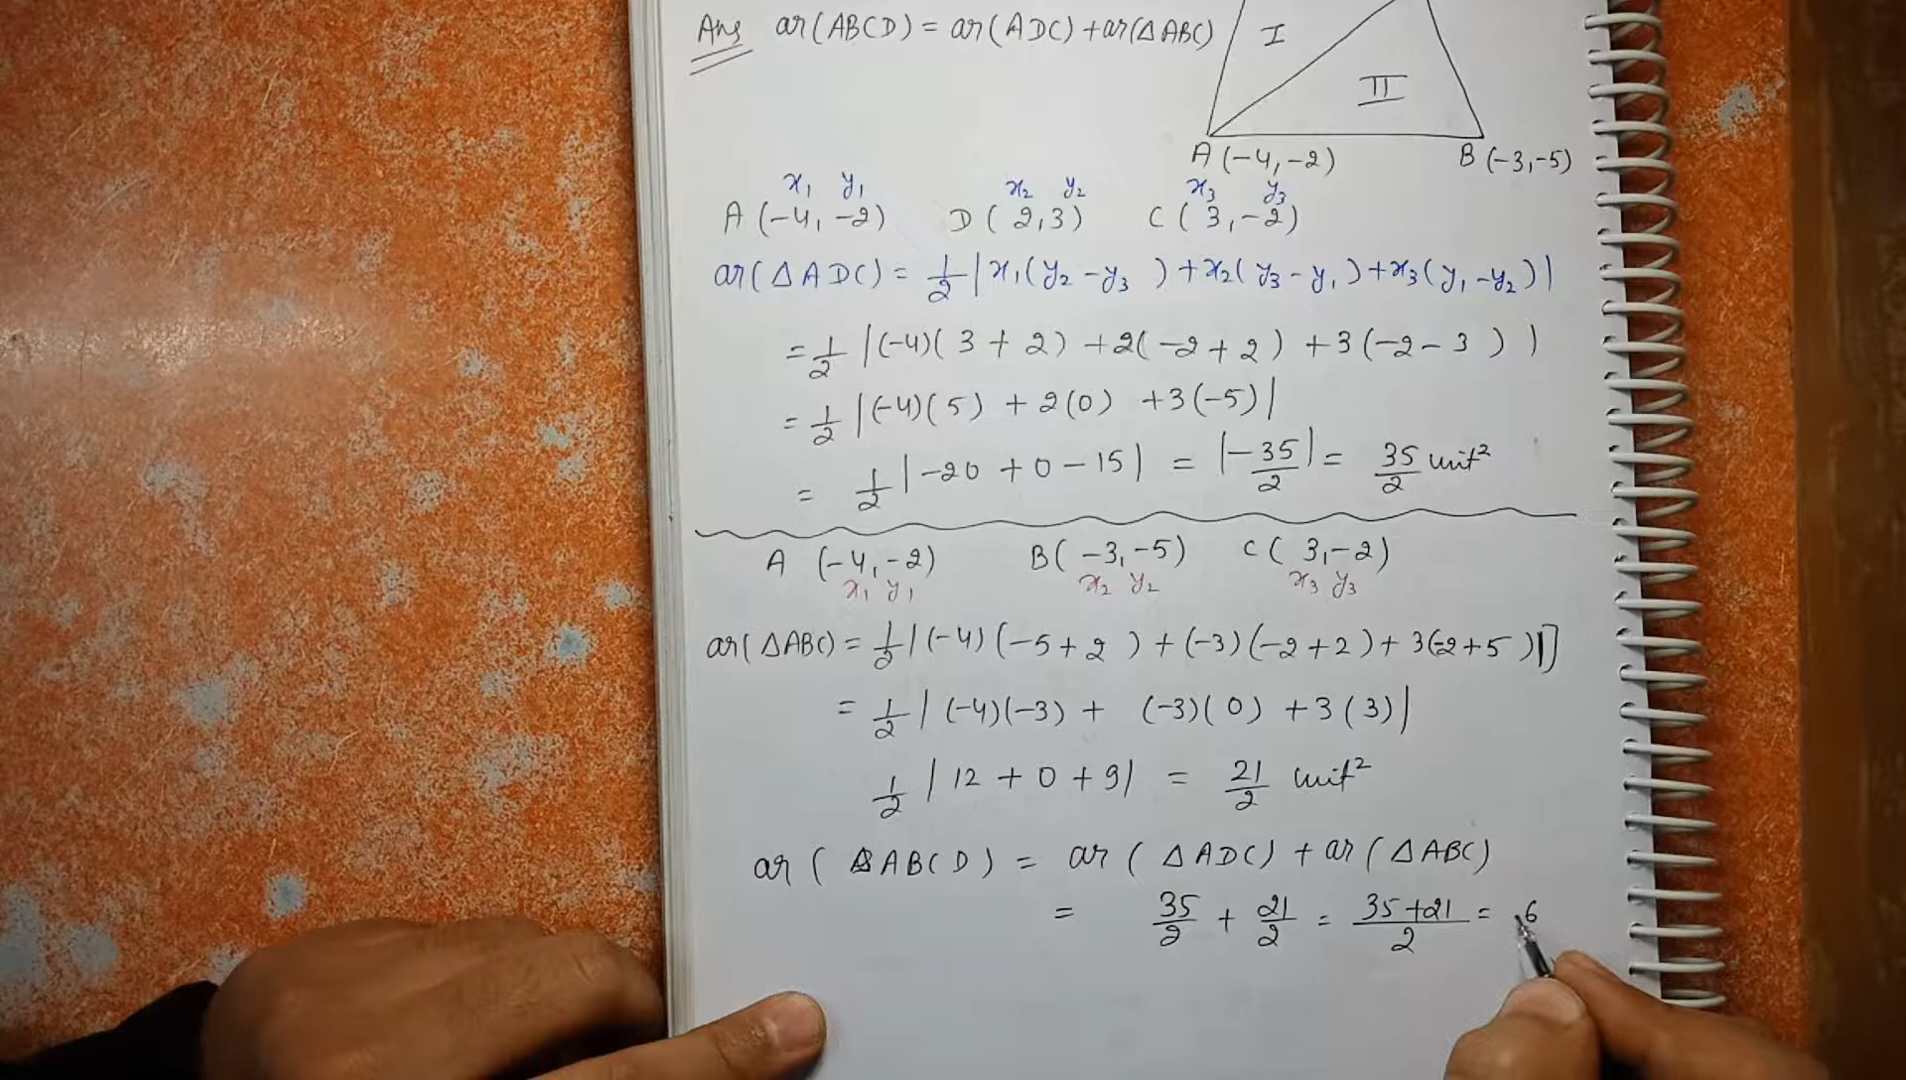 Ans ar(ABCD) = ar(ADC) + ar(△ABC)
I
II
A (-4, -2) B (-3, -5)
x₁ y₁ x₂ y₂ x₃ y₃
A (-4, -2) D ( 2, 3 ) C ( 3, -2 )
ar(△ADC) = 1/2 | x₁( y₂ - y₃ ) + x₂( y₃ - y₁ ) + x₃( y₁ - y₂ ) |
= 1/2 | (-4)( 3 + 2 ) + 2( -2 + 2 ) + 3 ( -2 - 3 ) |
= 1/2 | (-4)( 5 ) + 2(0) + 3(-5) |
= 1/2 | -20 + 0 - 15 | = | -35/2 | = 35/2 unit²
A (-4, -2) B( -3, -5) C ( 3, -2 )
x₁ y₁ x₂ y₂ x₃ y₃
ar( △ABC) = 1/2 | (-4) (-5 + 2 ) + (-3) (-2 + 2 ) + 3(-2 + 5 ) |]
= 1/2 | (-4)(-3) + (-3)( 0 ) + 3 ( 3 ) |
1/2 | 12 + 0 + 9 | = 21/2 unit²
ar ( ABCD ) = ar ( △ADC) + ar ( △ABC)
= 35/2 + 21/2 = 35+21/2 = 6